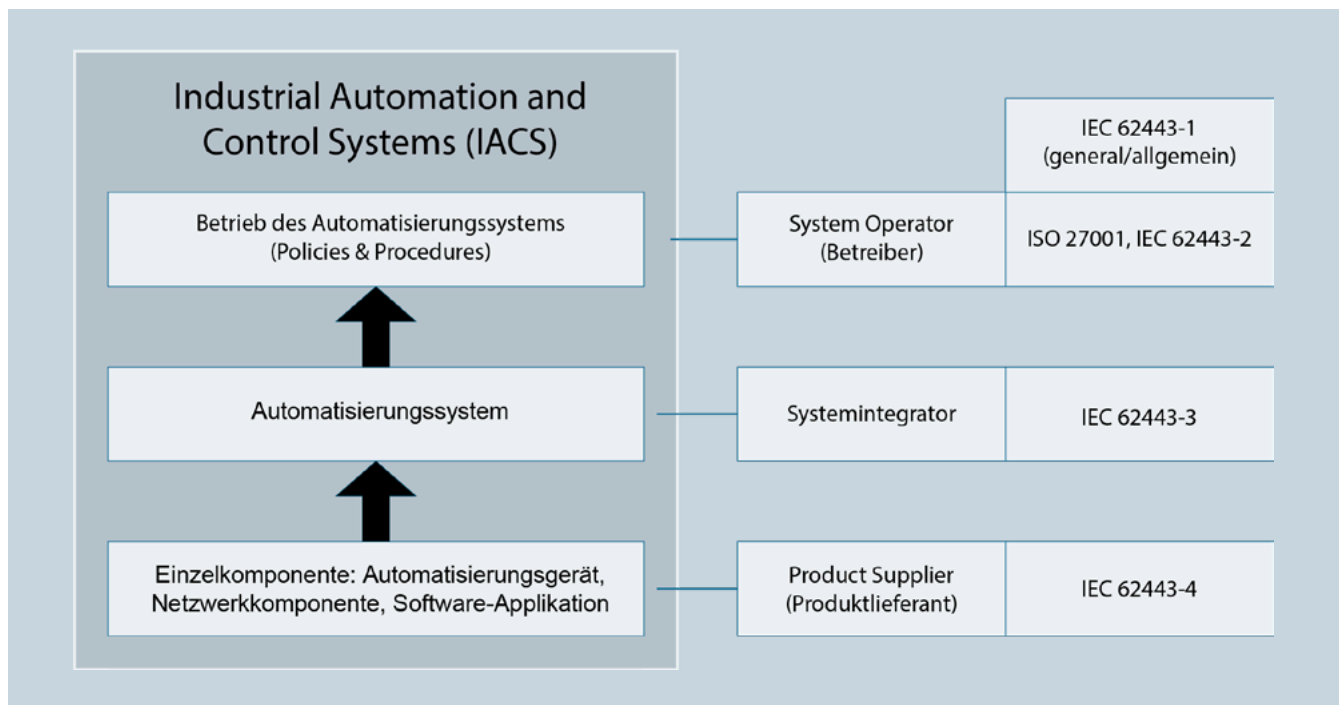 Industrial Automation and
Control Systems (IACS)
IEC 62443-1
(general/allgemein)
Betrieb des Automatisierungssystems
(Policies & Procedures)
System Operator
(Betreiber)
ISO 27001, IEC 62443-2
Automatisierungssystem
Systemintegrator
IEC 62443-3
Einzelkomponente: Automatisierungsgerät,
Netzwerkkomponente, Software-Applikation
Product Supplier
(Produktlieferant)
IEC 62443-4